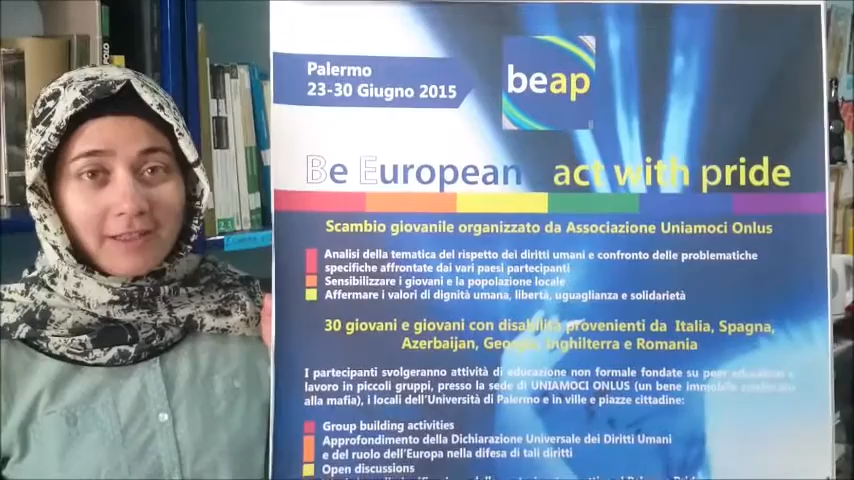 Palermo
23-30 Giugno 2015
beap
Be European act with pride
Scambio giovanile organizzato da Associazione Uniamoci Onlus
Analisi della tematica del rispetto dei diritti umani e confronto delle problematiche
specifiche affrontate dai vari paesi partecipanti
Sensibilizzare i giovani e la popolazione locale
Affermare i valori di dignità umana, libertà, uguaglianza e solidarietà
30 giovani e giovani con disabilità provenienti da Italia, Spagna,
Azerbaijan, Georgia, Inghilterra e Romania
I partecipanti svolgeranno attività di educazione non formale fondate su peer education e
lavoro in piccoli gruppi, presso la sede di UNIAMOCI ONLUS (un bene immobile confiscato
alla mafia), i locali dell'Università di Palermo e in ville e piazze cittadine:
Group building activities
Approfondimento della Dichiarazione Universale dei Diritti Umani
e del ruolo dell'Europa nella difesa di tali diritti
Open discussions